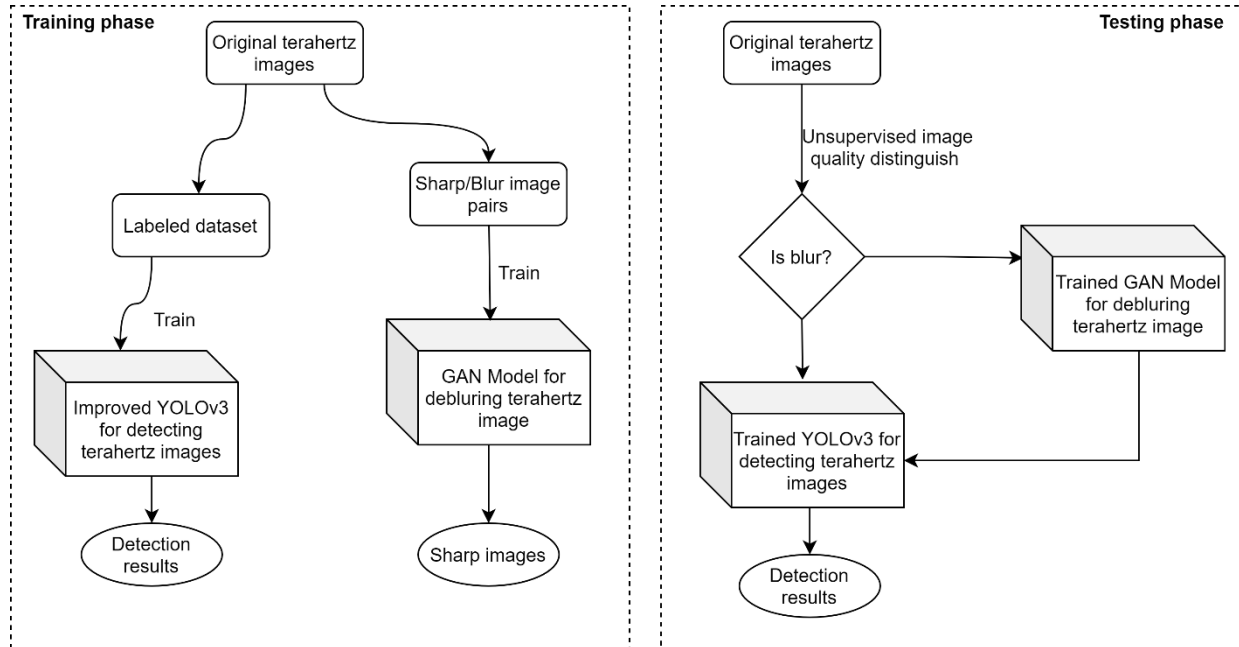 Training phase
Original terahertz
images
Labeled dataset
Sharp/Blur image
pairs
Train
Train
Improved YOLOv3
for detecting
terahertz images
GAN Model for
debluring terahertz
image
Detection
results
Sharp images
Testing phase
Original terahertz
images
Unsupervised image
quality distinguish
Is blur?
Trained GAN Model
for debluring
terahertz image
Trained YOLOv3 for
detecting terahertz
images
Detection
results